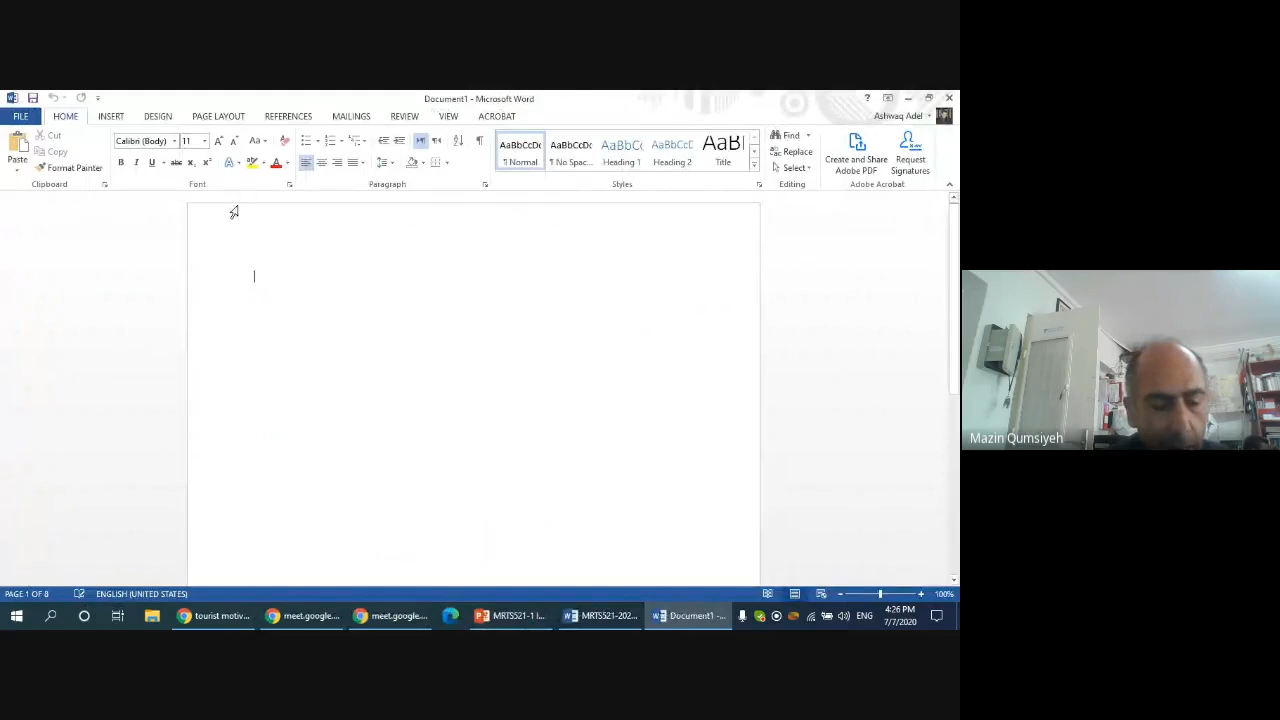 Document1 - Microsoft Word
FILE HOME INSERT DESIGN PAGE LAYOUT REFERENCES MAILINGS REVIEW VIEW ACROBAT
Ashwaq Adel
Paste
Cut
Copy
Format Painter
Clipboard
Calibri (Body) 11
Font
Paragraph
AaBbCcDc
¶ Normal
AaBbCcDc
¶ No Spac...
AaBbC
Heading 1
AaBbCcC
Heading 2
AaB
Title
Styles
Find
Replace
Select
Editing
Create and Share
Adobe PDF
Request
Signatures
Adobe Acrobat
Mazin Qumsiyeh
PAGE 1 OF 8
ENGLISH (UNITED STATES)
100%
tourist motiv...
meet.google....
meet.google....
MRTS521-1 I...
MRTS521-202...
Document1 -...
ENG
4:26 PM
7/7/2020